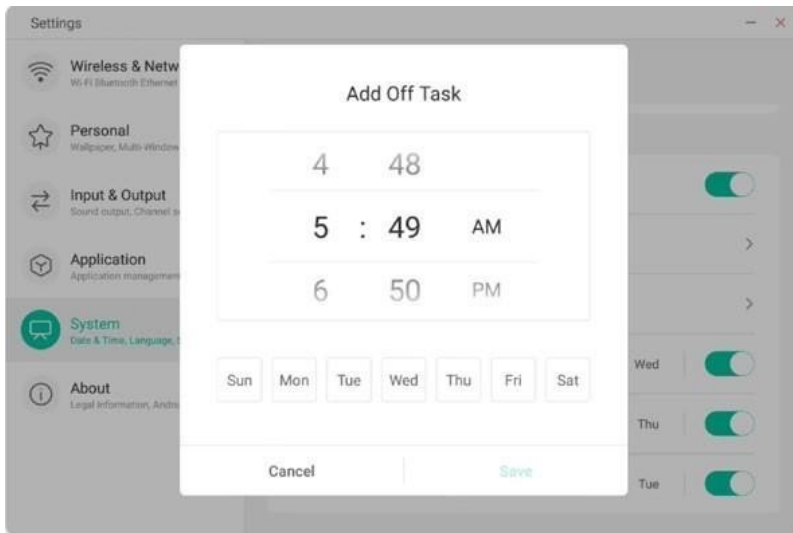 Settings
Wireless & Netw
Wi-Fi Bluetooth Ethernet
Personal
Wallpaper, Multi-Window
Input & Output
Sound output, Channel s
Application
Application management
System
Date & Time, Language, S
About
Legal information, Andro
Add Off Task
4 48
5 : 49 AM
6 50 PM
Sun Mon Tue Wed Thu Fri Sat
Cancel Save
Wed
Thu
Tue